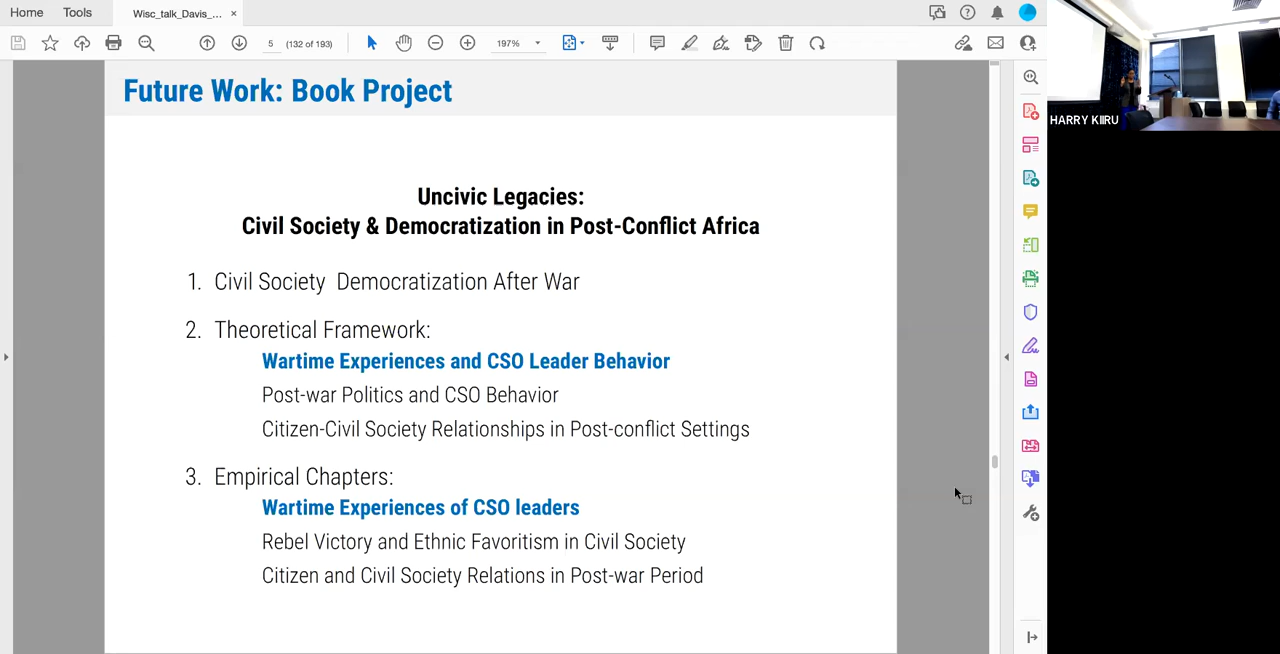 Home
Tools
Wisc_talk_Davis_...
×
5
(132 of 193)
197%
HARRY KIIRU
Future Work: Book Project
Uncivic Legacies:
Civil Society & Democratization in Post-Conflict Africa
1. Civil Society Democratization After War
2. Theoretical Framework:
Wartime Experiences and CSO Leader Behavior
Post-war Politics and CSO Behavior
Citizen-Civil Society Relationships in Post-conflict Settings
3. Empirical Chapters:
Wartime Experiences of CSO leaders
Rebel Victory and Ethnic Favoritism in Civil Society
Citizen and Civil Society Relations in Post-war Period